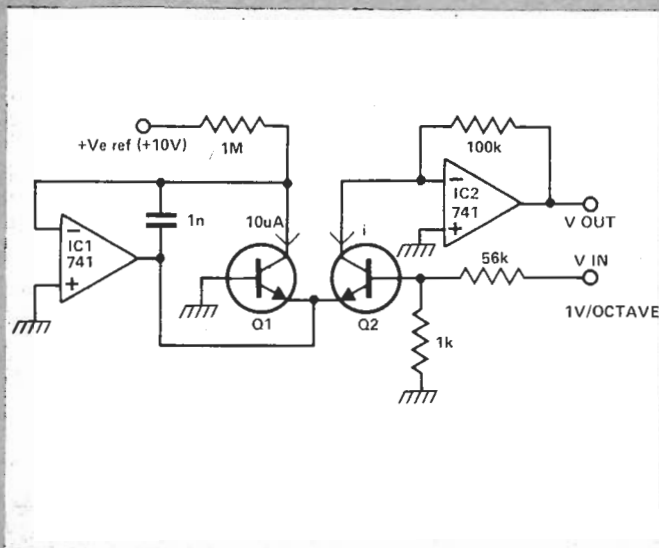 +Ve ref (+10V)
1M
100k
1n
10uA
i
IC1
741
−
+
IC2
741
−
+
V OUT
56k
V IN
Q1
Q2
1k
1V/OCTAVE